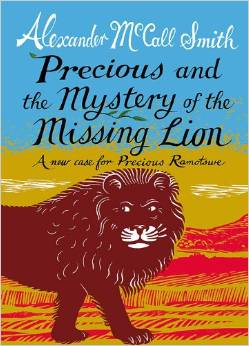 Alexander McCall Smith
Precious and
the Mystery of the
Missing Lion
A new case for Precious Ramotswe